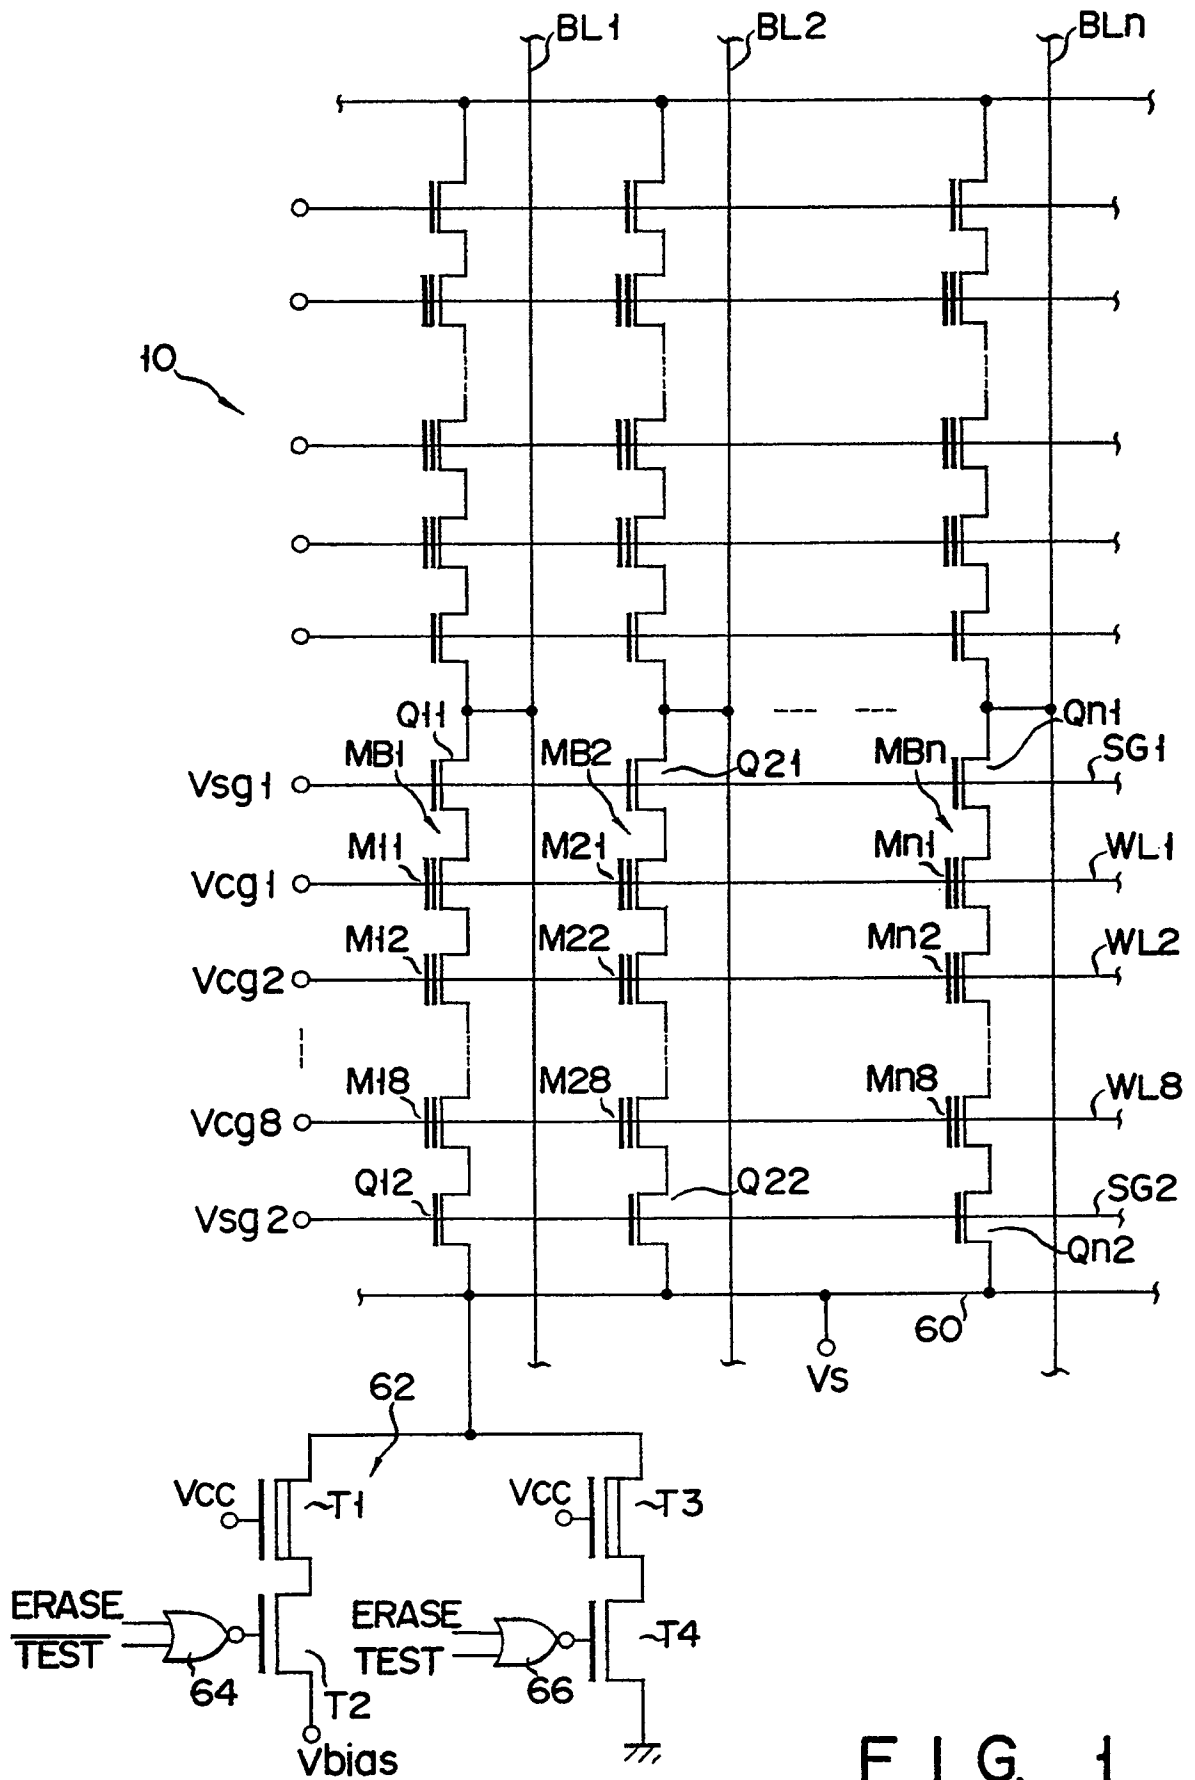 BL1 BL2 BLn
10
Q11 Qn1
MB1 MB2 Q21 MBn SG1
Vsg1
M11 M21 Mn1 WL1
Vcg1
M12 M22 Mn2 WL2
Vcg2
M18 M28 Mn8 WL8
Vcg8
Q12 Q22 SG2
Vsg2
Qn2
60
Vs
62
Vcc T1 Vcc T3
ERASE ERASE T4
TEST TEST
64 T2 66
Vbias
FIG. 1